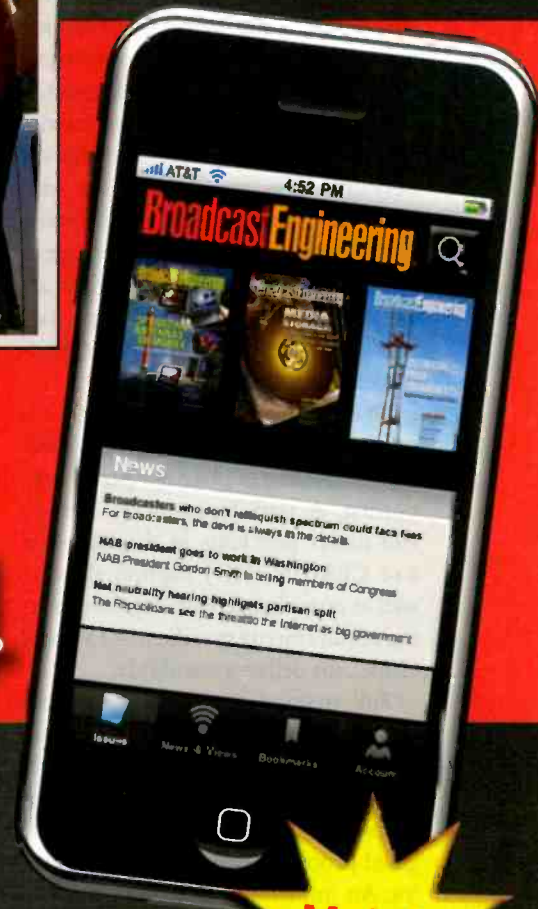 AT&T
4:52 PM
BroadcastEngineering
MEDIA
STORAGE
News
Broadcasters who don't relinquish spectrum could face fees
For broadcasters, the devil is always in the details.
NAB president goes to work in Washington
NAB President Gordon Smith is telling members of Congress
Net neutrality hearing highlights partisan split
The Republicans see the threat to the Internet as big government
Issues
News & Views
Bookmarks
Account